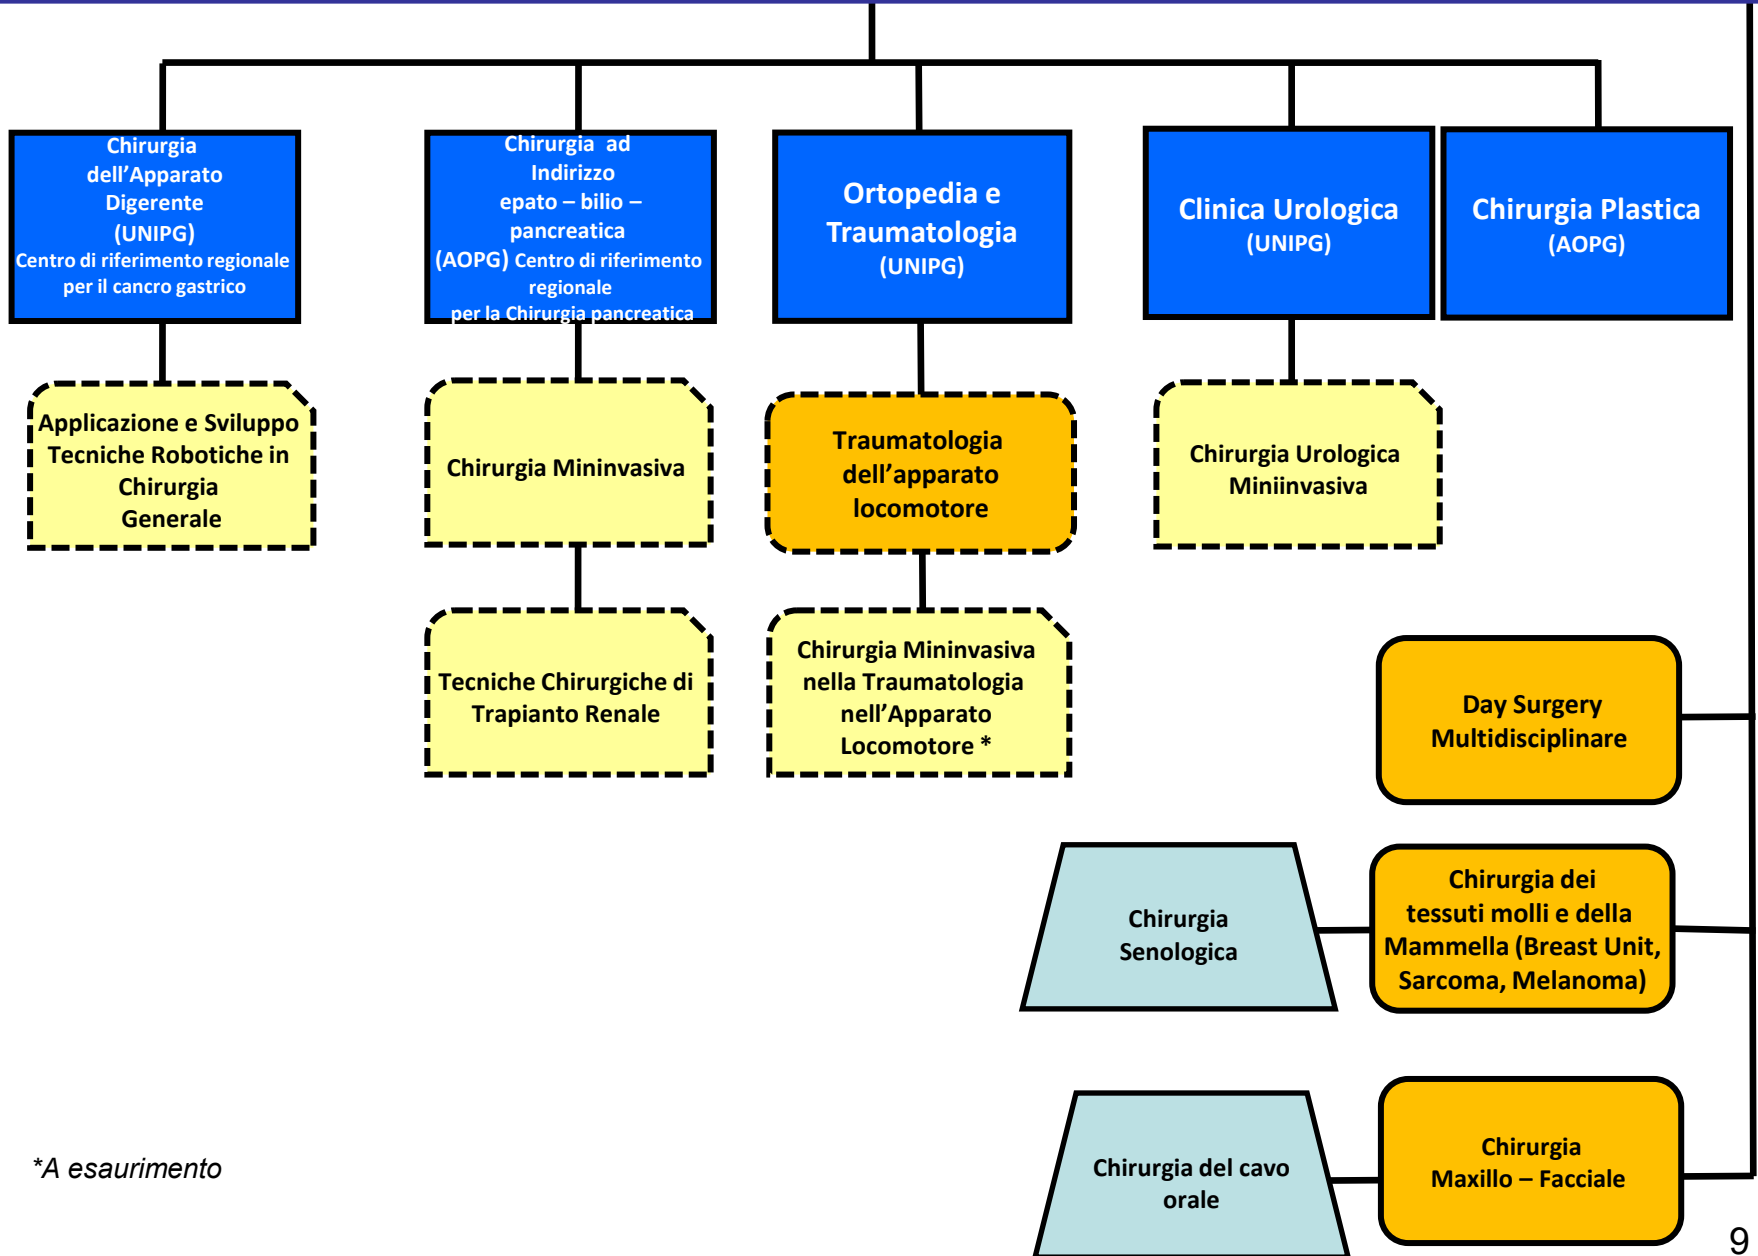 Chirurgia
dell’Apparato
Digerente
(UNIPG)
Centro di riferimento regionale
per il cancro gastrico
Chirurgia ad
Indirizzo
epato – bilio –
pancreatica
(AOPG) Centro di riferimento
regionale
per la Chirurgia pancreatica
Ortopedia e
Traumatologia
(UNIPG)
Clinica Urologica
(UNIPG)
Chirurgia Plastica
(AOPG)
Applicazione e Sviluppo
Tecniche Robotiche in
Chirurgia
Generale
Chirurgia Mininvasiva
Traumatologia
dell’apparato
locomotore
Chirurgia Urologica
Miniinvasiva
Tecniche Chirurgiche di
Trapianto Renale
Chirurgia Mininvasiva
nella Traumatologia
nell’Apparato
Locomotore *
Day Surgery
Multidisciplinare
Chirurgia
Senologica
Chirurgia dei
tessuti molli e della
Mammella (Breast Unit,
Sarcoma, Melanoma)
Chirurgia del cavo
orale
Chirurgia
Maxillo – Facciale
*A esaurimento
9